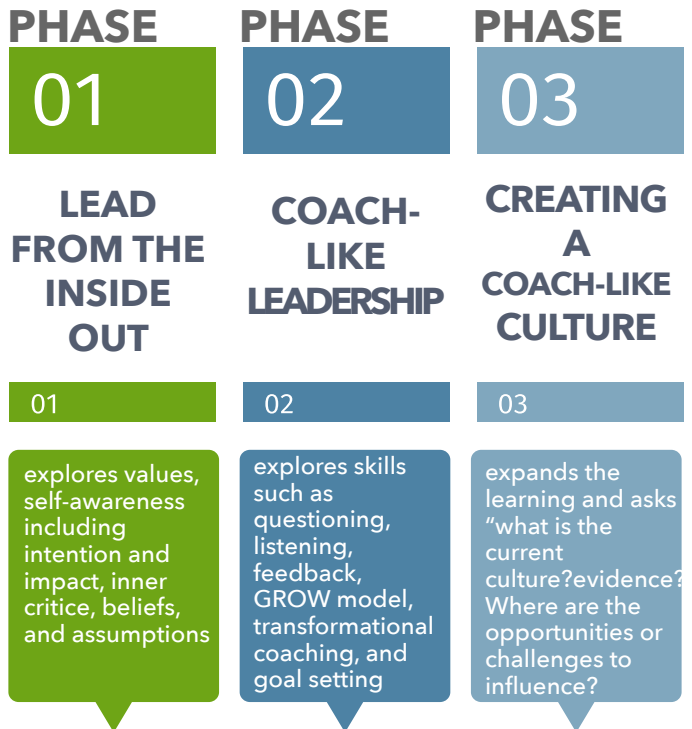 PHASE
01
LEAD
FROM THE
INSIDE
OUT
01
explores values,
self-awareness
including
intention and
impact, inner
critice, beliefs,
and assumptions
PHASE
02
COACH-
LIKE
LEADERSHIP
02
explores skills
such as
questioning,
listening,
feedback,
GROW model,
transformational
coaching, and
goal setting
PHASE
03
CREATING
A
COACH-LIKE
CULTURE
03
expands the
learning and asks
“what is the
current
culture?evidence?
Where are the
opportunities or
challenges to
influence?